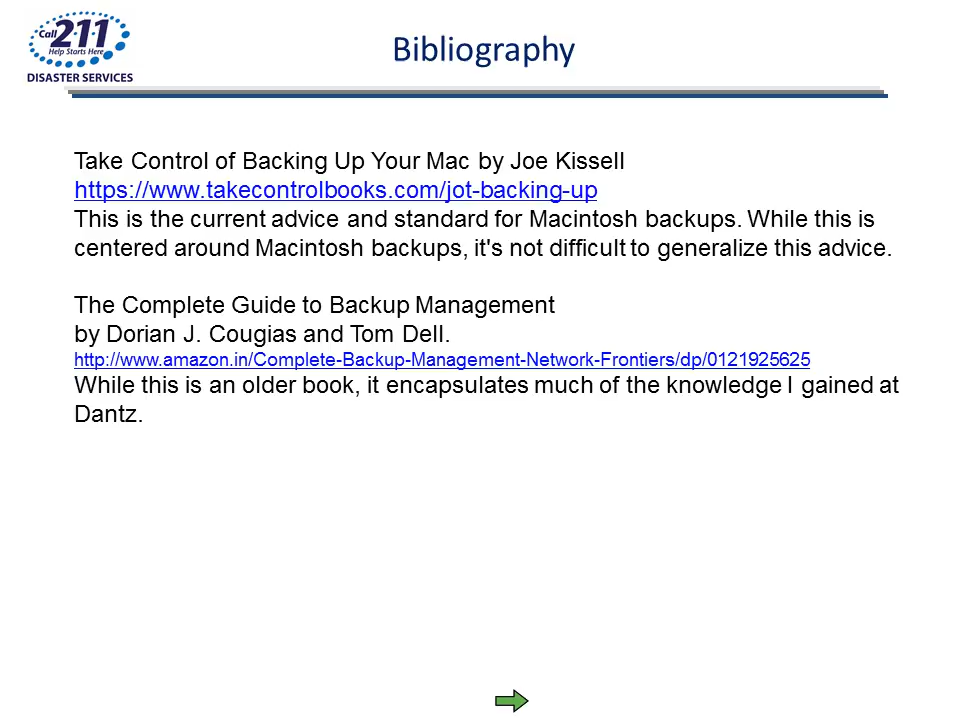 Call
211
Help Starts Here
DISASTER SERVICES
Bibliography
Take Control of Backing Up Your Mac by Joe Kissell
https://www.takecontrolbooks.com/jot-backing-up
This is the current advice and standard for Macintosh backups. While this is
centered around Macintosh backups, it's not difficult to generalize this advice.
The Complete Guide to Backup Management
by Dorian J. Cougias and Tom Dell.
http://www.amazon.in/Complete-Backup-Management-Network-Frontiers/dp/0121925625
While this is an older book, it encapsulates much of the knowledge I gained at
Dantz.